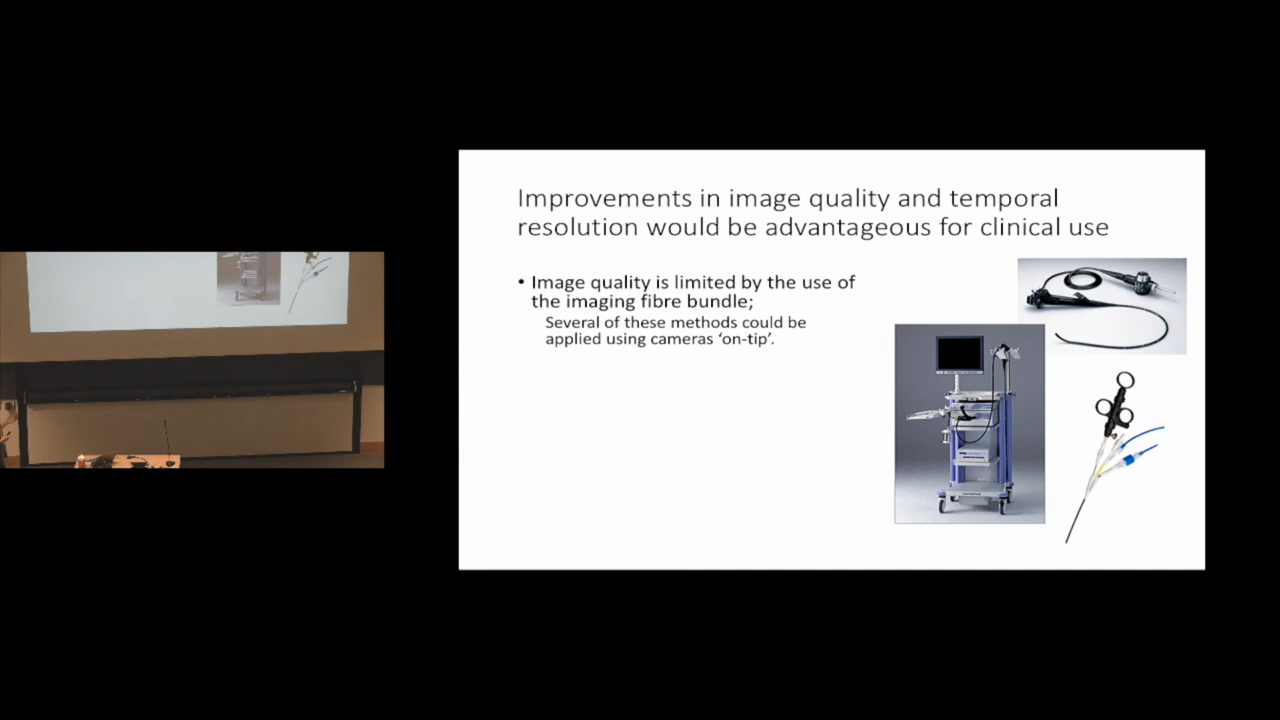 Improvements in image quality and temporal
resolution would be advantageous for clinical use
• Image quality is limited by the use of
the imaging fibre bundle;
Several of these methods could be
applied using cameras ‘on-tip’.